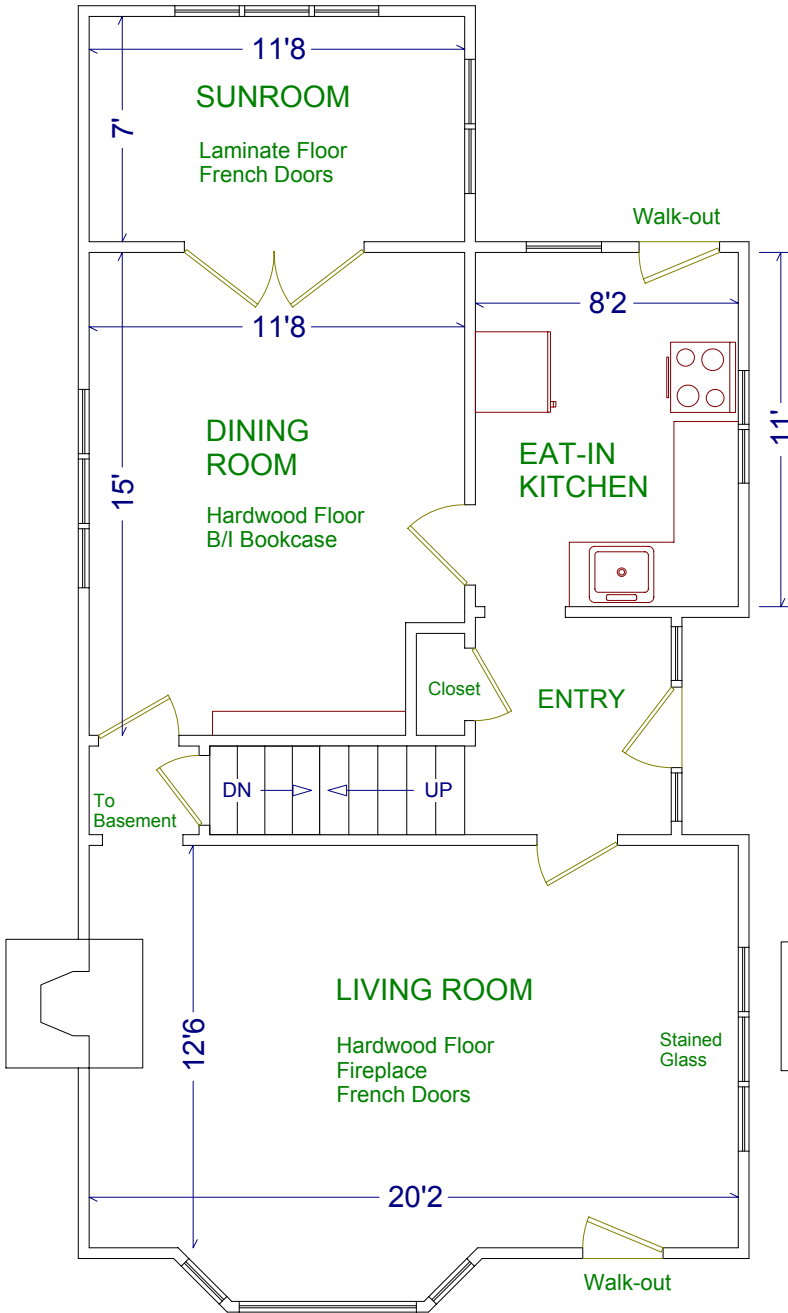 11'8
SUNROOM
7'
Laminate Floor
French Doors
Walk-out
11'8
8'2
DINING
ROOM
15'
Hardwood Floor
B/I Bookcase
EAT-IN
KITCHEN
11'
Closet
ENTRY
DN
UP
To
Basement
LIVING ROOM
12'6
Hardwood Floor
Fireplace
French Doors
Stained
Glass
20'2
Walk-out